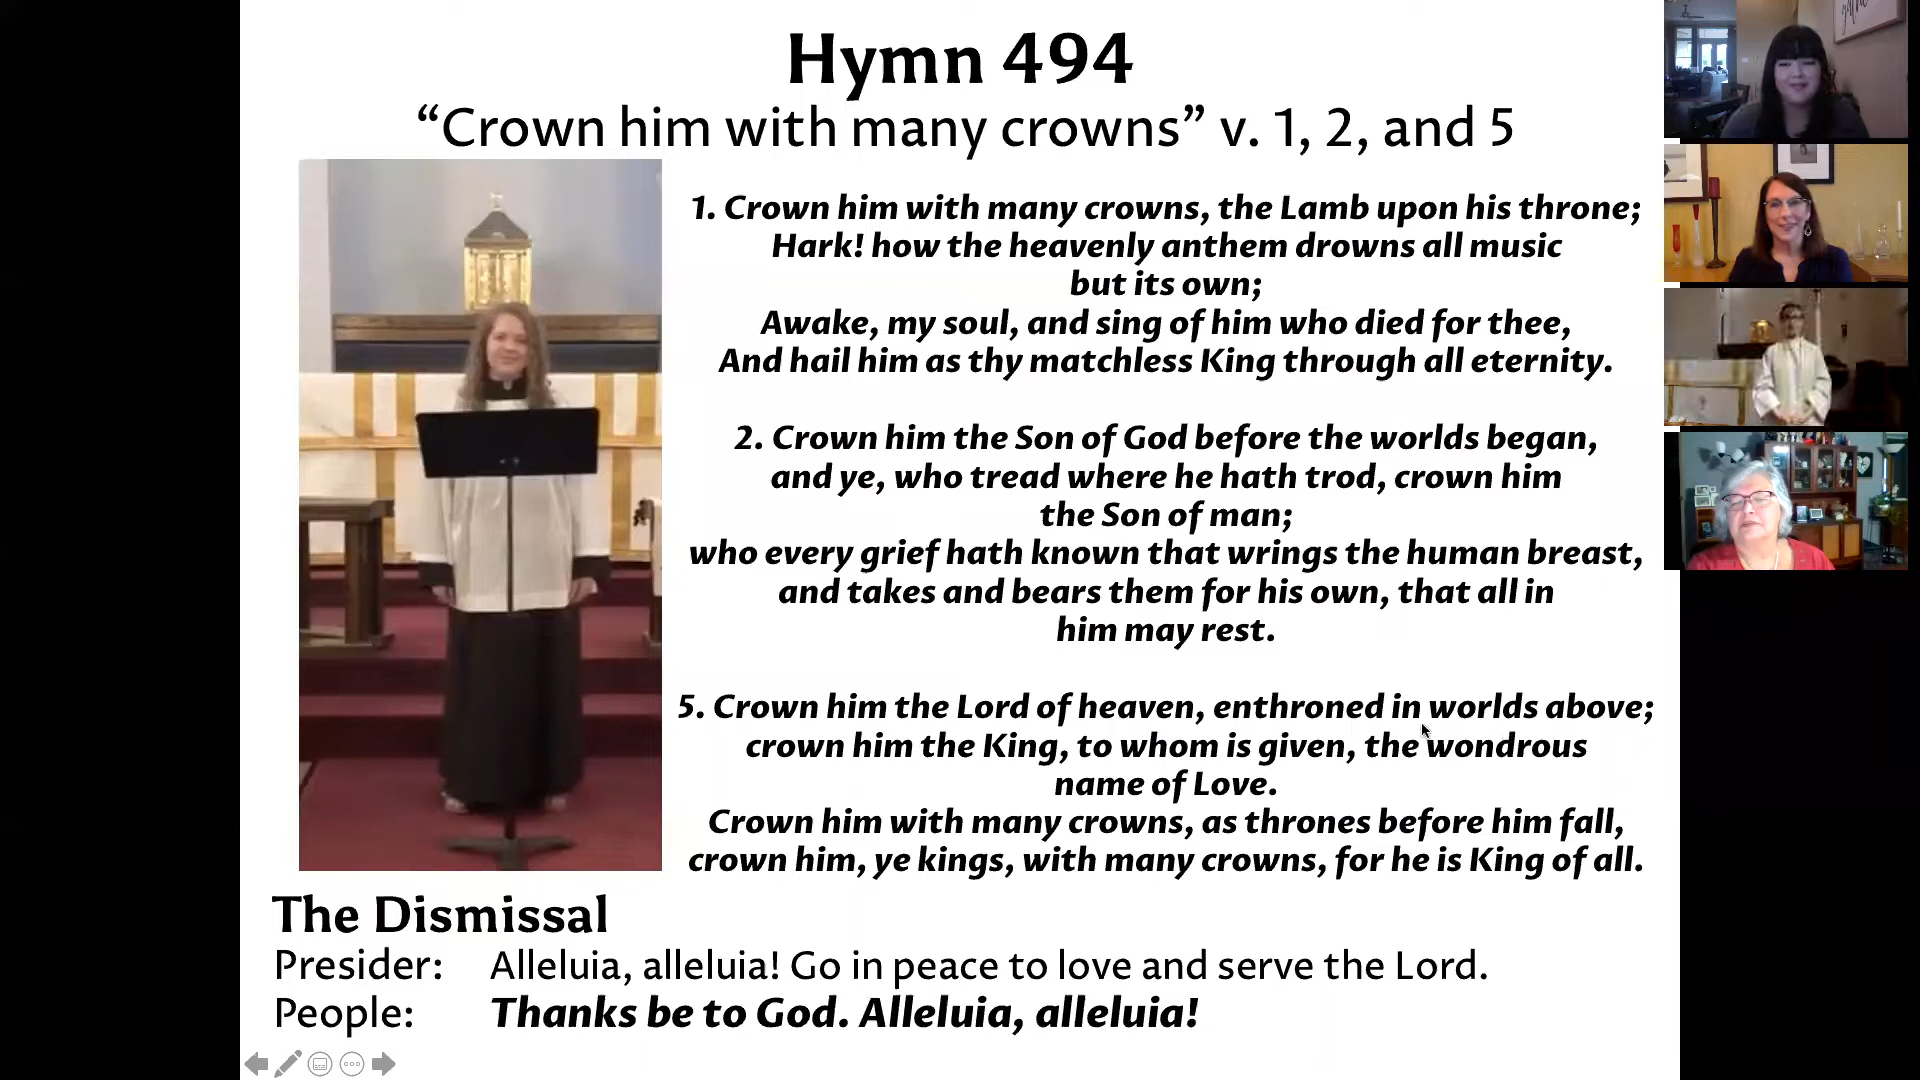 Hymn 494
“Crown him with many crowns” v. 1, 2, and 5
1. Crown him with many crowns, the Lamb upon his throne;
Hark! how the heavenly anthem drowns all music
but its own;
Awake, my soul, and sing of him who died for thee,
And hail him as thy matchless King through all eternity.
2. Crown him the Son of God before the worlds began,
and ye, who tread where he hath trod, crown him
the Son of man;
who every grief hath known that wrings the human breast,
and takes and bears them for his own, that all in
him may rest.
5. Crown him the Lord of heaven, enthroned in worlds above;
crown him the King, to whom is given, the wondrous
name of Love.
Crown him with many crowns, as thrones before him fall,
crown him, ye kings, with many crowns, for he is King of all.
The Dismissal
Presider: Alleluia, alleluia! Go in peace to love and serve the Lord.
People: Thanks be to God. Alleluia, alleluia!